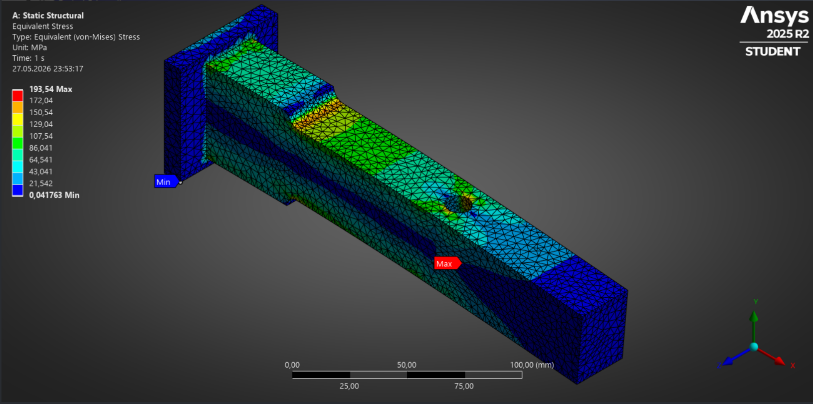 A: Static Structural
Equivalent Stress
Type: Equivalent (von-Mises) Stress
Unit: MPa
Time: 1 s
27.05.2026 23:53:17
193,54 Max
172,04
150,54
129,04
107,54
86,041
64,541
43,041
21,542
0,041763 Min
Ansys
2025 R2
STUDENT
Min
Max
0,00 50,00 100,00 (mm)
25,00 75,00
Y
X